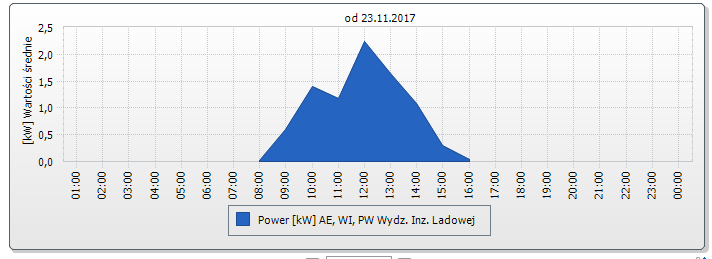 od 23.11.2017
[kW] Wartości średnie
2,5
2,0
1,5
1,0
0,5
0,0
01:00 02:00 03:00 04:00 05:00 06:00 07:00 08:00 09:00 10:00 11:00 12:00 13:00 14:00 15:00 16:00 17:00 18:00 19:00 20:00 21:00 22:00 23:00 00:00
Power [kW] AE, WI, PW Wydz. Inz. Ladowej